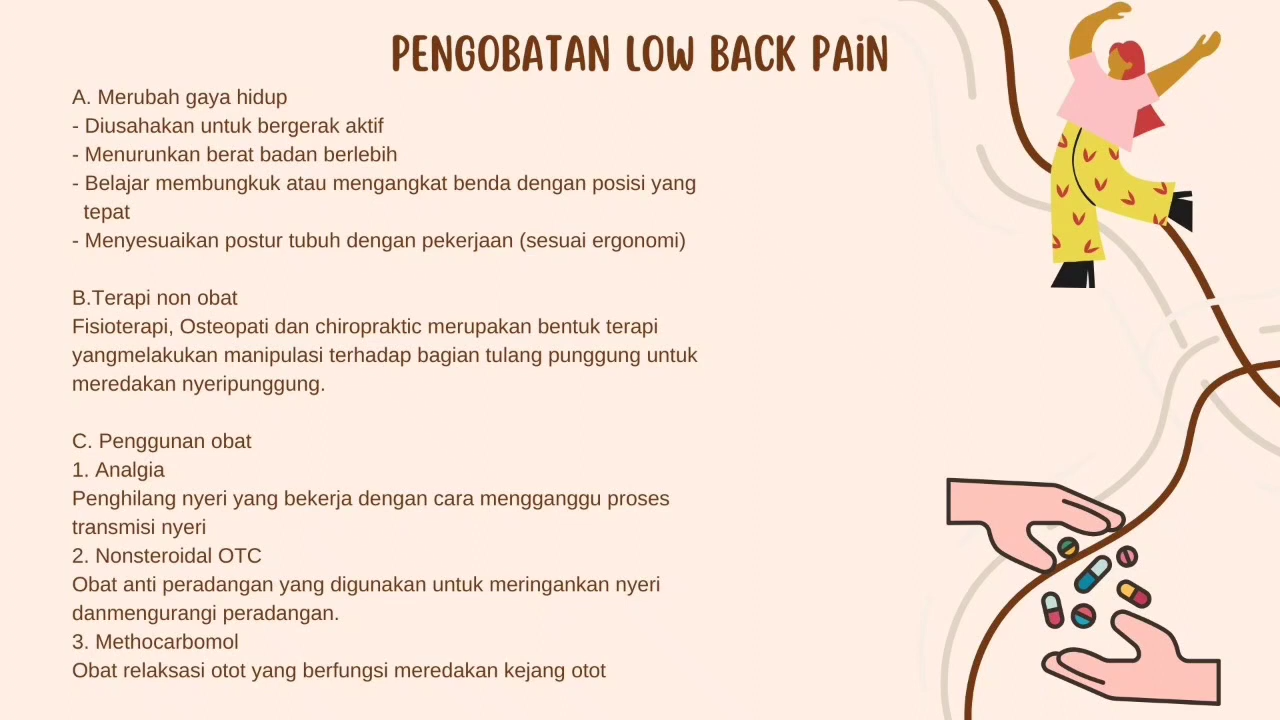 PENGOBATAN LOW BACK PAIN
A. Merubah gaya hidup
- Diusahakan untuk bergerak aktif
- Menurunkan berat badan berlebih
- Belajar membungkuk atau mengangkat benda dengan posisi yang
tepat
- Menyesuaikan postur tubuh dengan pekerjaan (sesuai ergonomi)
B.Terapi non obat
Fisioterapi, Osteopati dan chiropraktic merupakan bentuk terapi
yangmelakukan manipulasi terhadap bagian tulang punggung untuk
meredakan nyeripunggung.
C. Penggunan obat
1. Analgia
Penghilang nyeri yang bekerja dengan cara mengganggu proses
transmisi nyeri
2. Nonsteroidal OTC
Obat anti peradangan yang digunakan untuk meringankan nyeri
danmengurangi peradangan.
3. Methocarbomol
Obat relaksasi otot yang berfungsi meredakan kejang otot